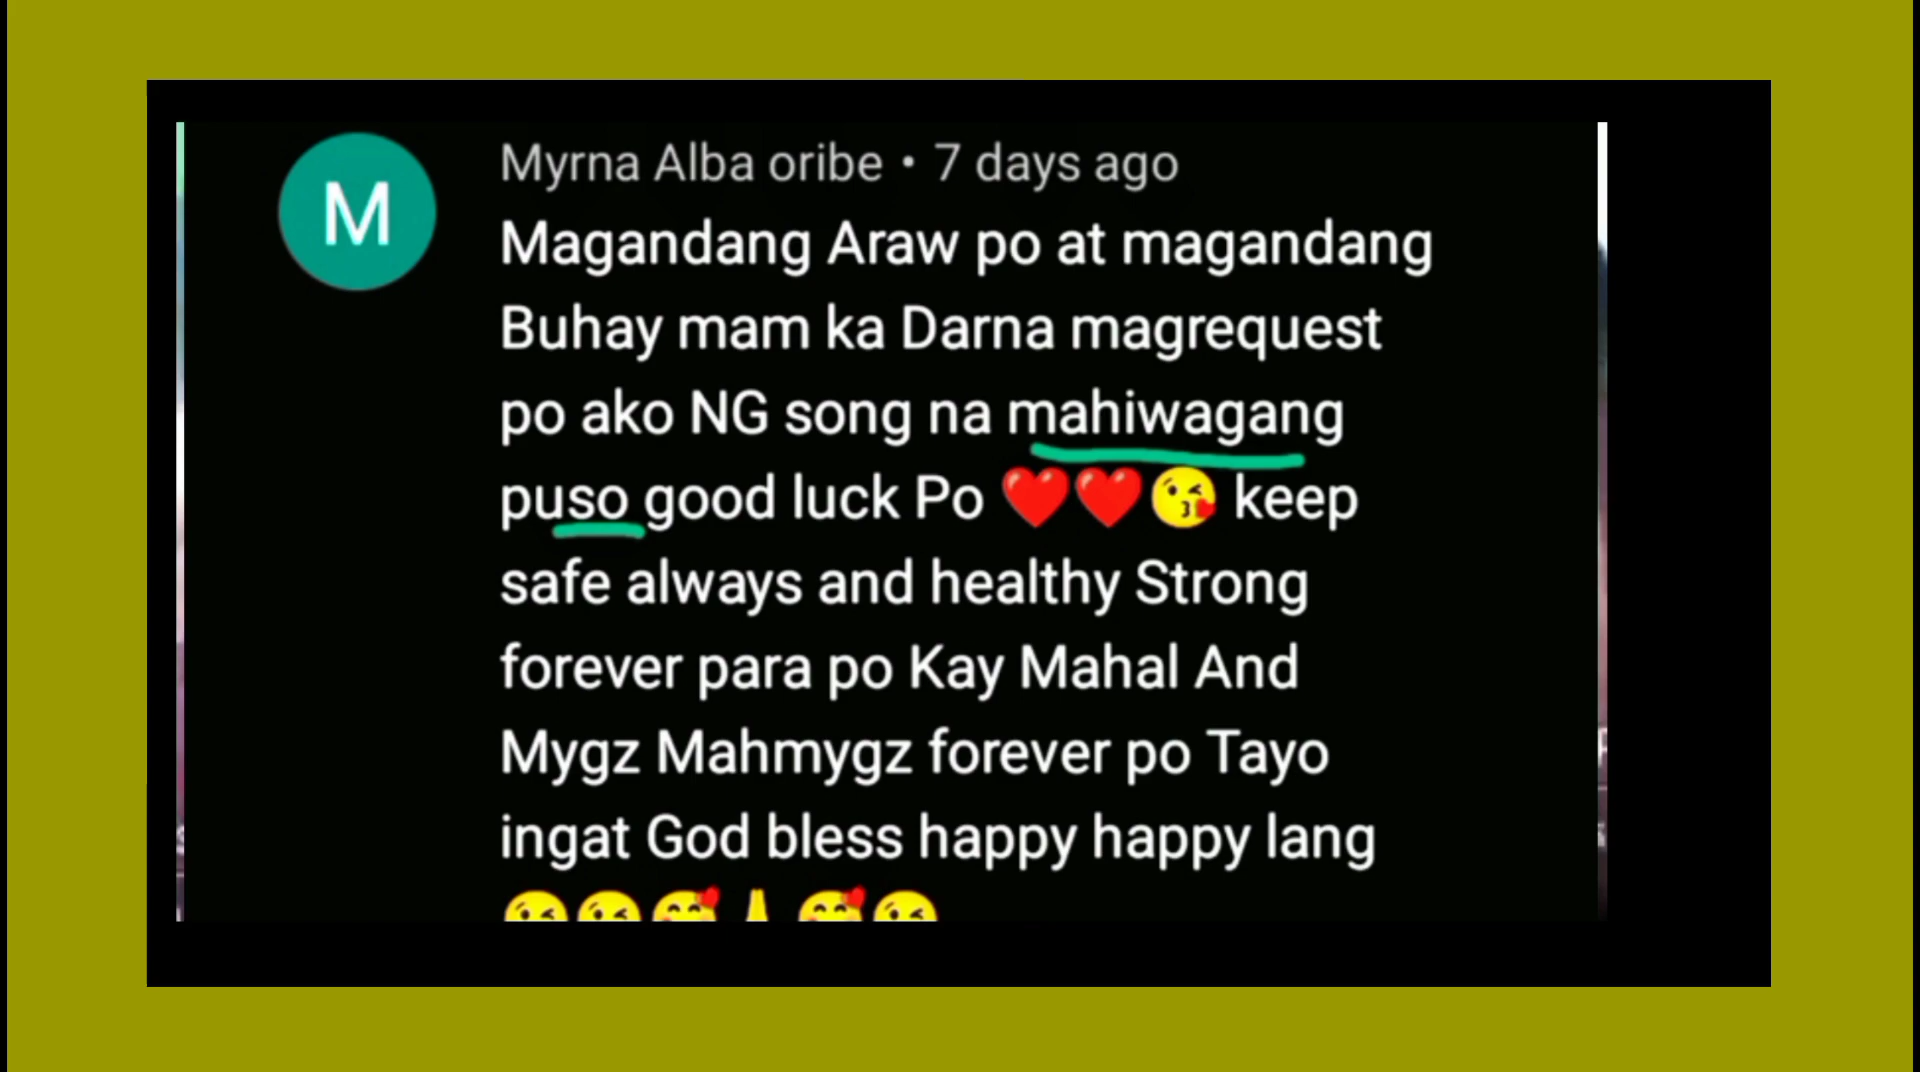 M
Myrna Alba oribe • 7 days ago
Magandang Araw po at magandang
Buhay mam ka Darna magrequest
po ako NG song na mahiwagang
puso good luck Po ❤️❤️😘 keep
safe always and healthy Strong
forever para po Kay Mahal And
Mygz Mahmygz forever po Tayo
ingat God bless happy happy lang
😘😘🥰🙏🥰😘